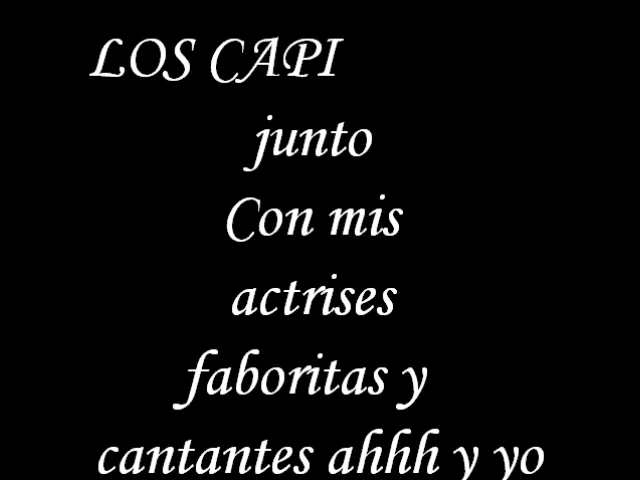 LOS CAPI
junto
Con mis
actrises
faboritas y
cantantes ahhh y yo